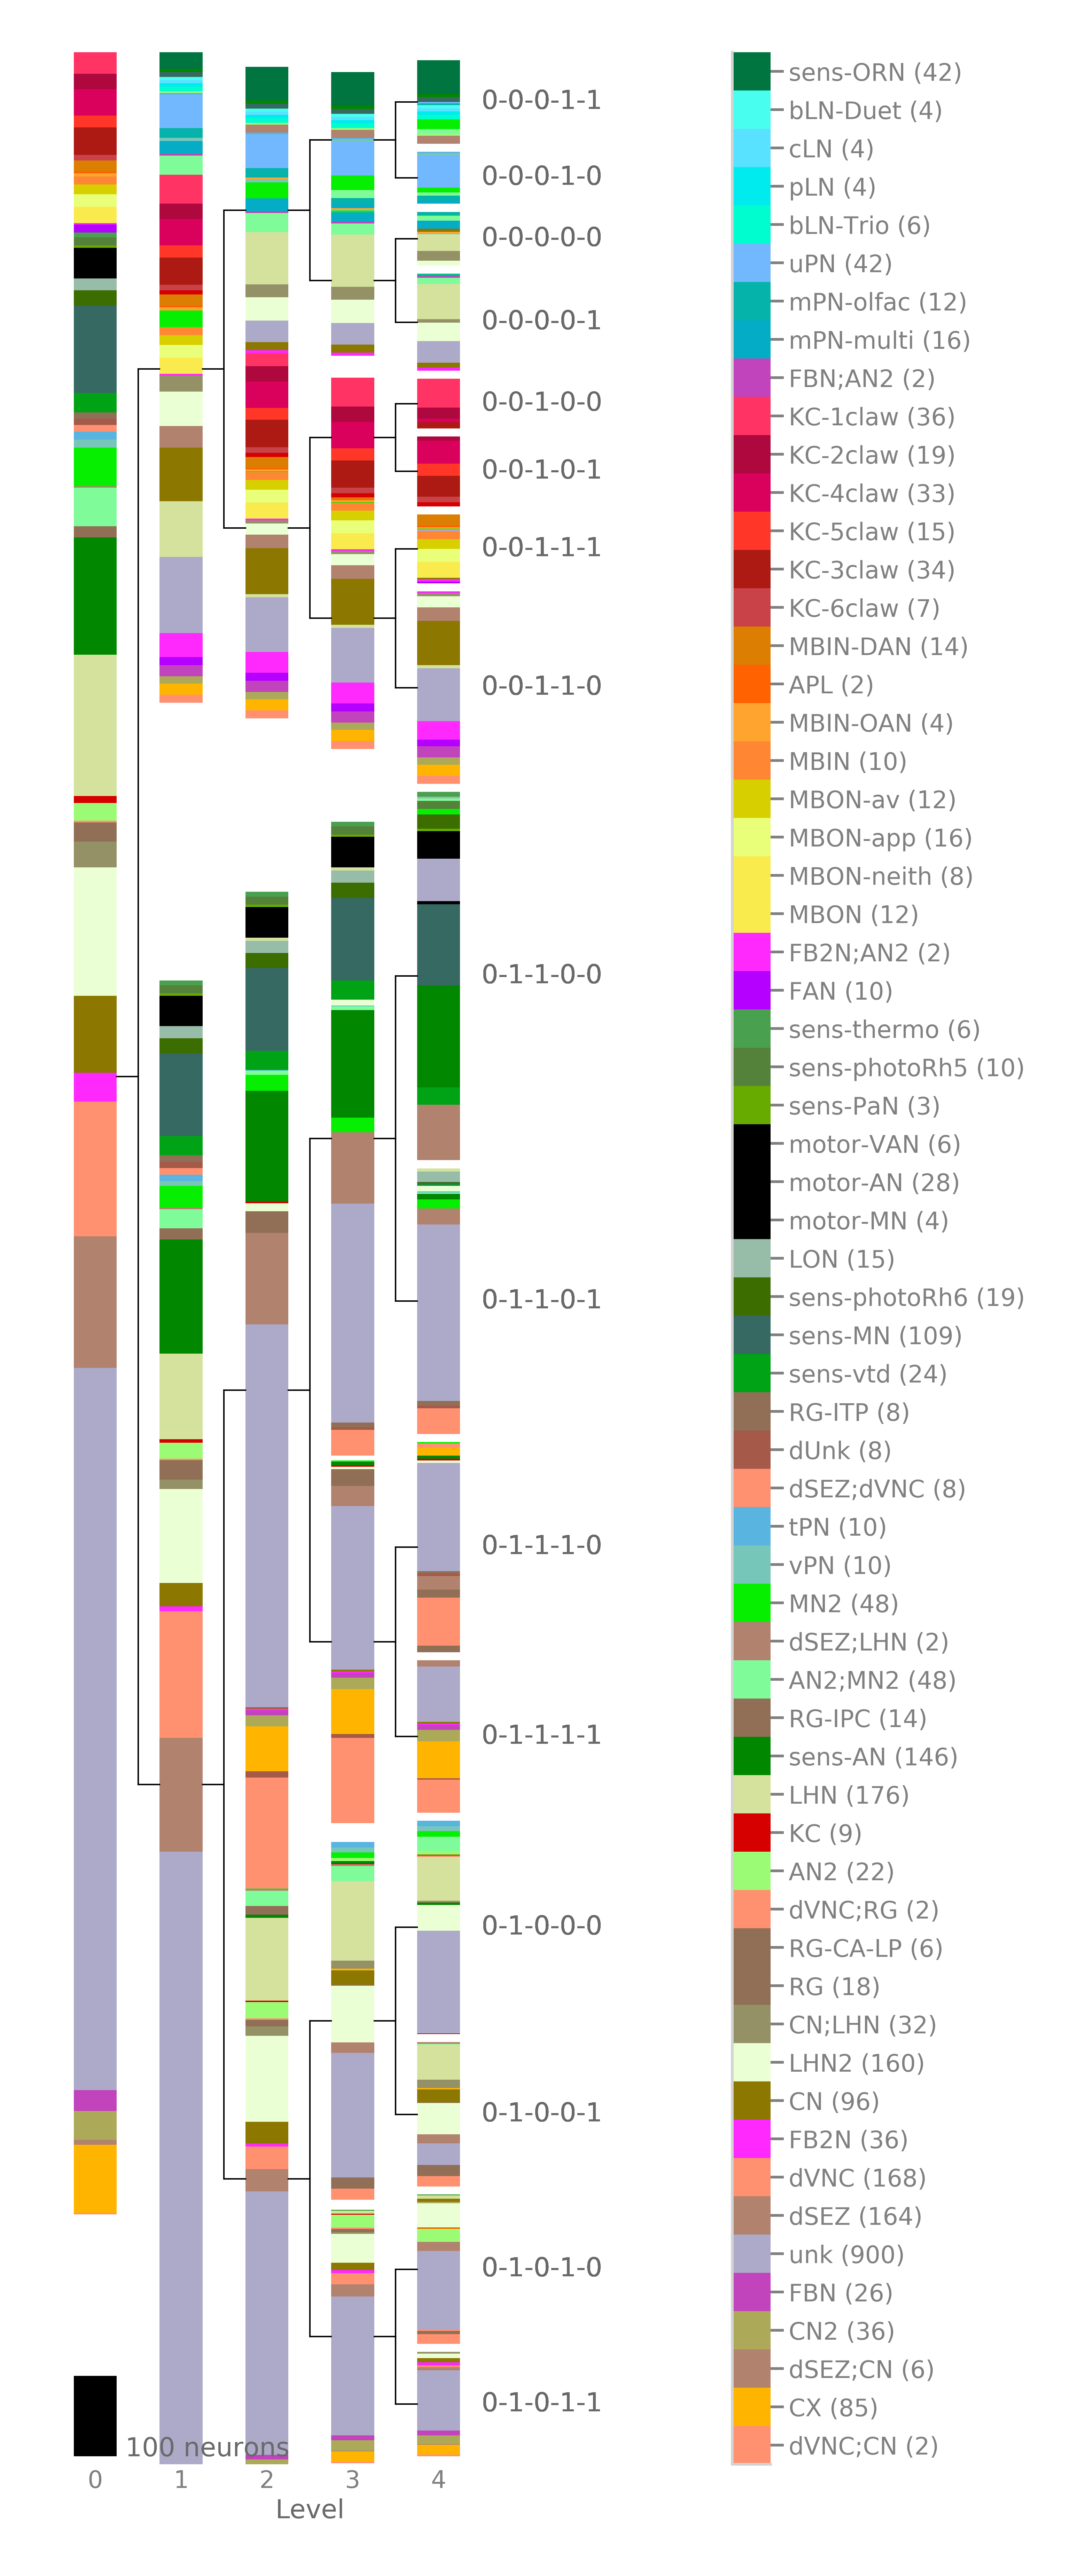 0-0-0-1-1
0-0-0-1-0
0-0-0-0-0
0-0-0-0-1
0-0-1-0-0
0-0-1-0-1
0-0-1-1-1
0-0-1-1-0
0-1-1-0-0
0-1-1-0-1
0-1-1-1-0
0-1-1-1-1
0-1-0-0-0
0-1-0-0-1
0-1-0-1-0
0-1-0-1-1
100 neurons
0 1 2 3 4
Level
sens-ORN (42)
bLN-Duet (4)
cLN (4)
pLN (4)
bLN-Trio (6)
uPN (42)
mPN-olfac (12)
mPN-multi (16)
FBN;AN2 (2)
KC-1claw (36)
KC-2claw (19)
KC-4claw (33)
KC-5claw (15)
KC-3claw (34)
KC-6claw (7)
MBIN-DAN (14)
APL (2)
MBIN-OAN (4)
MBIN (10)
MBON-av (12)
MBON-app (16)
MBON-neith (8)
MBON (12)
FB2N;AN2 (2)
FAN (10)
sens-thermo (6)
sens-photoRh5 (10)
sens-PaN (3)
motor-VAN (6)
motor-AN (28)
motor-MN (4)
LON (15)
sens-photoRh6 (19)
sens-MN (109)
sens-vtd (24)
RG-ITP (8)
dUnk (8)
dSEZ;dVNC (8)
tPN (10)
vPN (10)
MN2 (48)
dSEZ;LHN (2)
AN2;MN2 (48)
RG-IPC (14)
sens-AN (146)
LHN (176)
KC (9)
AN2 (22)
dVNC;RG (2)
RG-CA-LP (6)
RG (18)
CN;LHN (32)
LHN2 (160)
CN (96)
FB2N (36)
dVNC (168)
dSEZ (164)
unk (900)
FBN (26)
CN2 (36)
dSEZ;CN (6)
CX (85)
dVNC;CN (2)